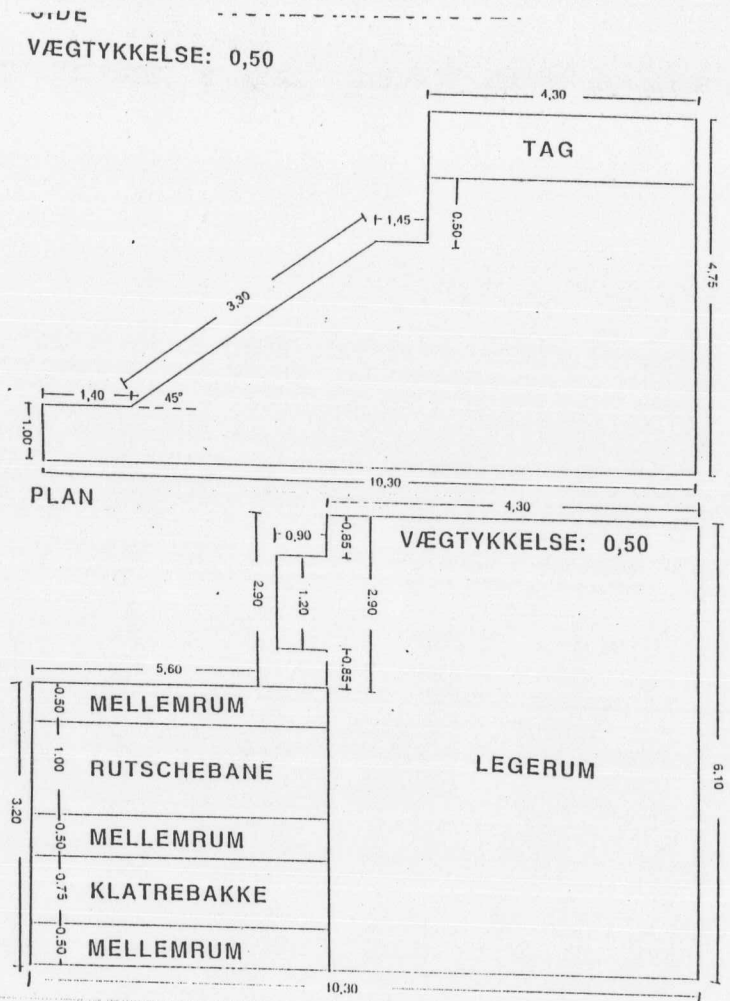 SIDE
VÆGTYKKELSE: 0,50
4,30
TAG
1,45
0.50
4.75
3,30
1,40
45°
1.00
10,30
PLAN
4,30
0,90
0.85
VÆGTYKKELSE: 0,50
2.90
1.20
2.90
0.85
5,60
0.50
MELLEMRUM
1.00
RUTSCHEBANE
LEGERUM
6.10
3.20
0.50
MELLEMRUM
0.75
KLATREBAKKE
0.50
MELLEMRUM
10,30